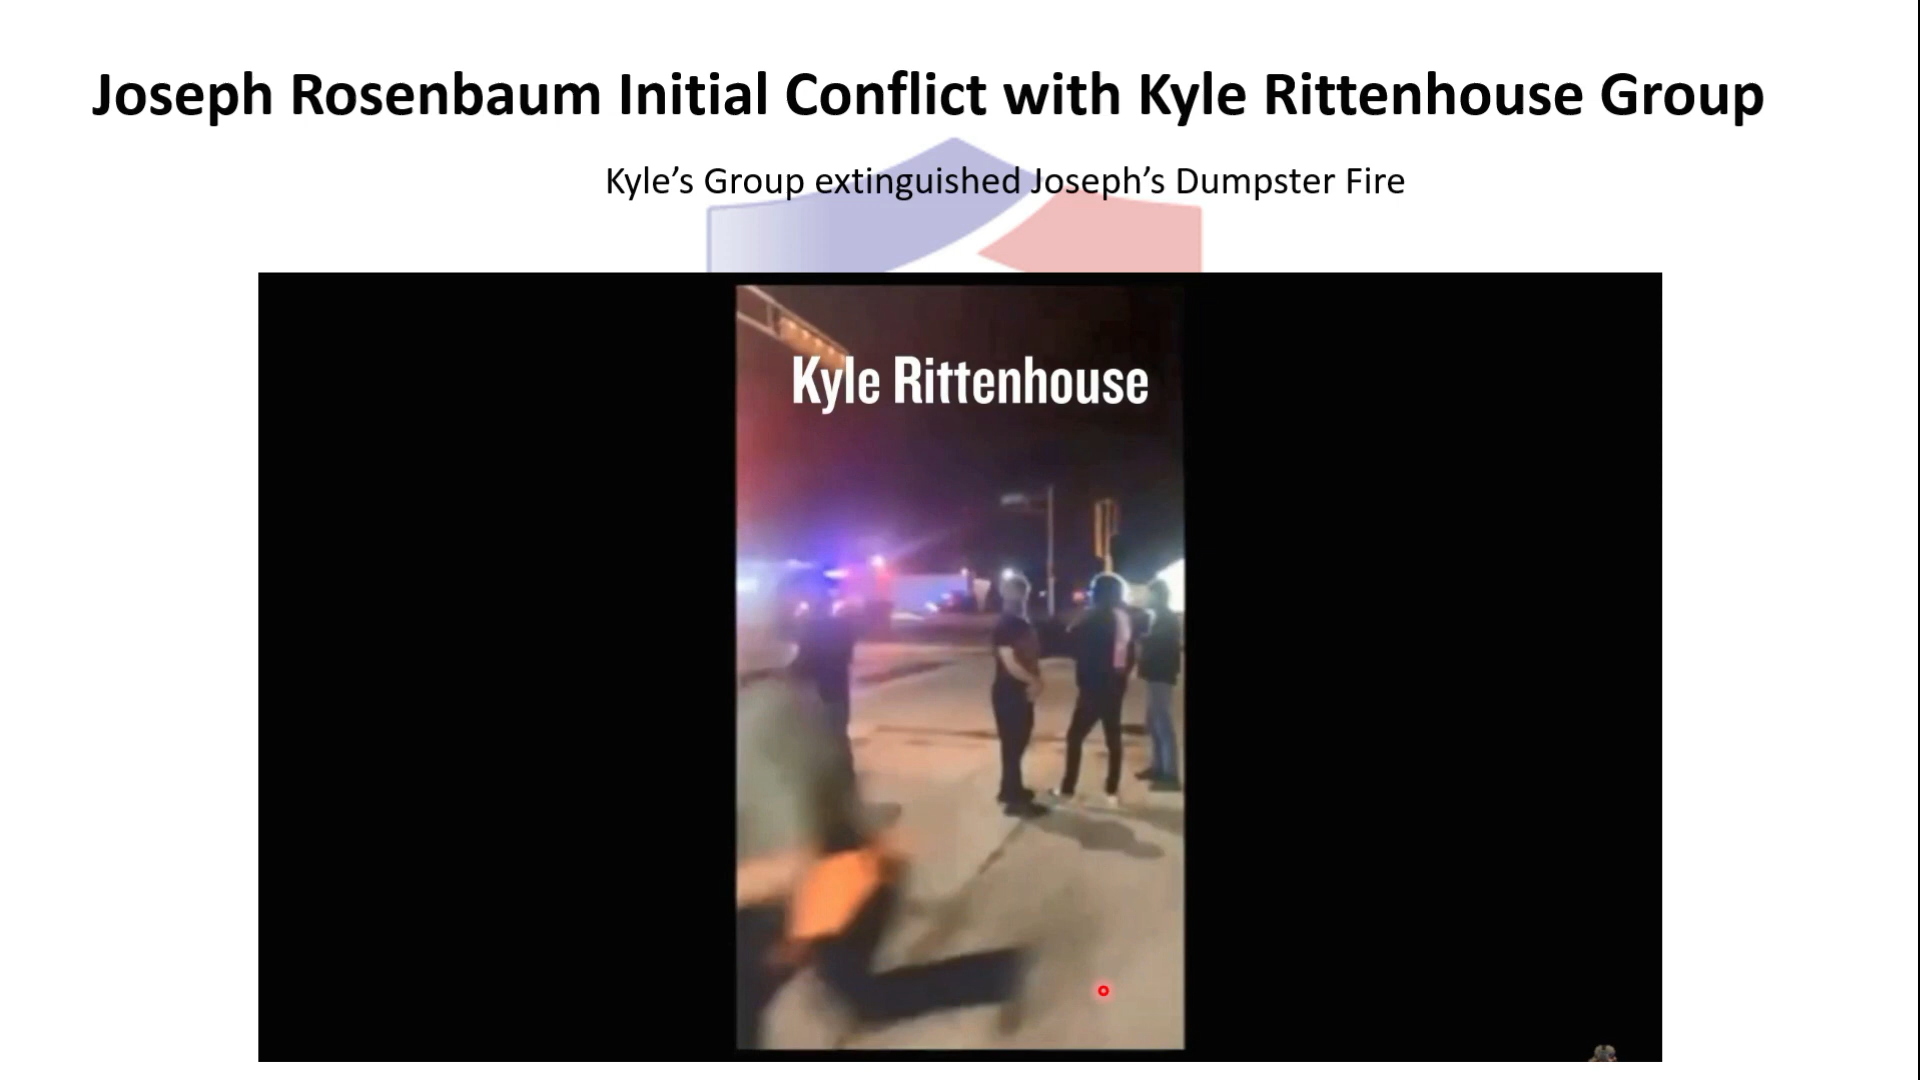 Joseph Rosenbaum Initial Conflict with Kyle Rittenhouse Group
Kyle’s Group extinguished Joseph’s Dumpster Fire
Kyle Rittenhouse